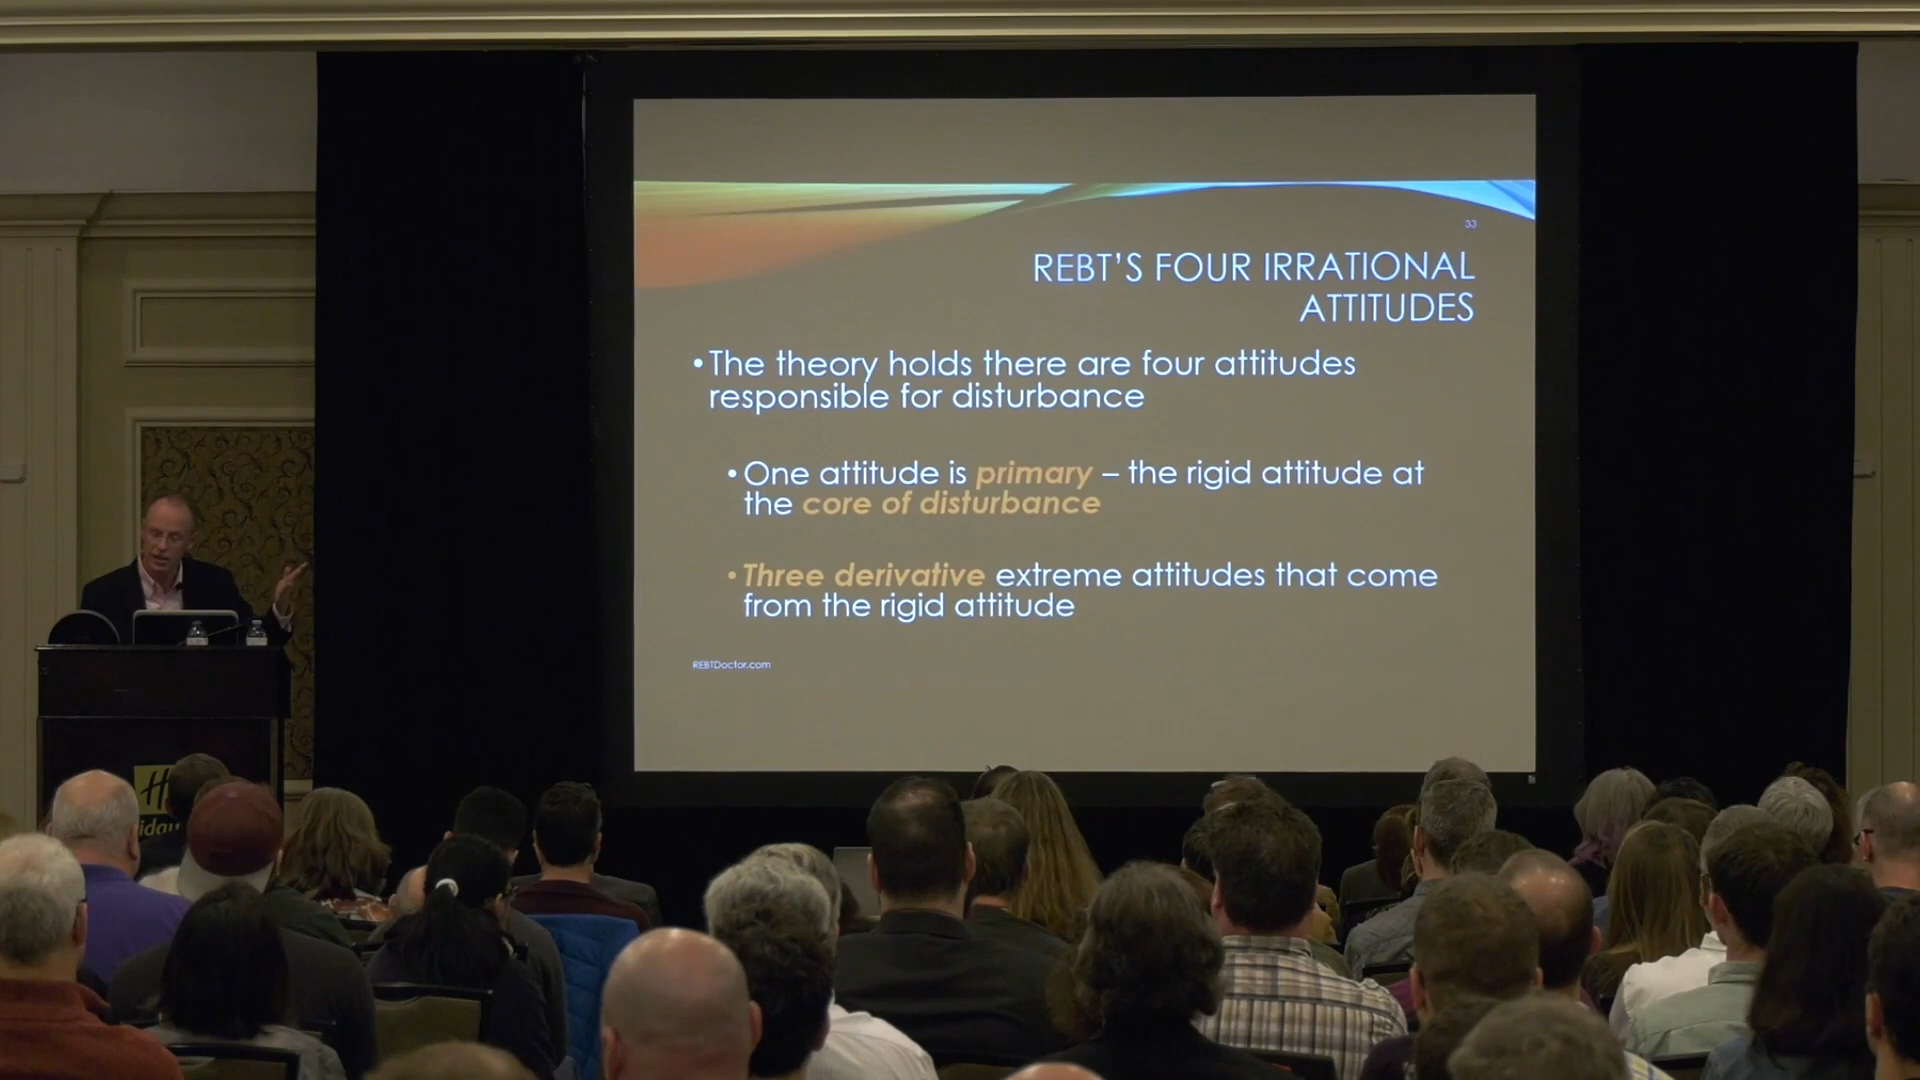 33
REBT'S FOUR IRRATIONAL
ATTITUDES
• The theory holds there are four attitudes
responsible for disturbance
• One attitude is primary – the rigid attitude at
the core of disturbance
• Three derivative extreme attitudes that come
from the rigid attitude
REBTDoctor.com